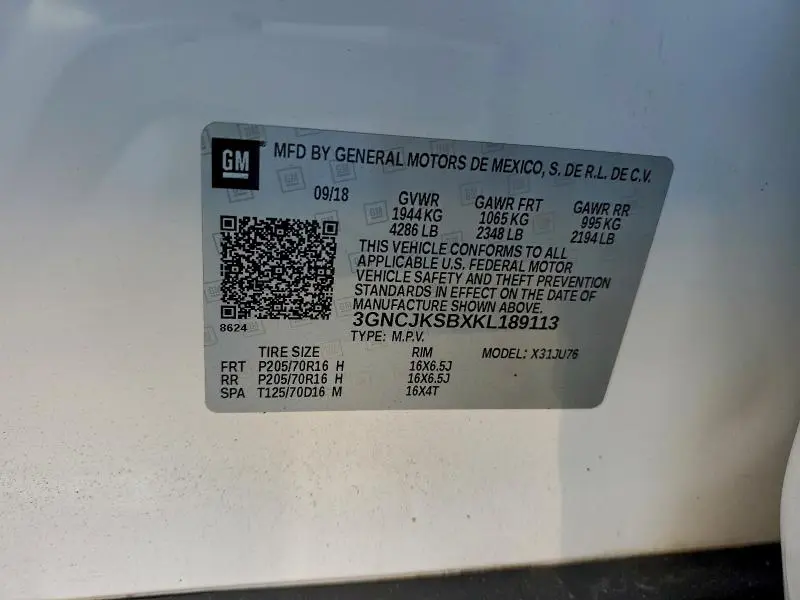 GM
MFD BY GENERAL MOTORS DE MEXICO, S. DE R.L. DE C.V.
09/18 GVWR GAWR FRT GAWR RR
1944 KG 1065 KG 995 KG
4286 LB 2348 LB 2194 LB
THIS VEHICLE CONFORMS TO ALL
APPLICABLE U.S. FEDERAL MOTOR
VEHICLE SAFETY AND THEFT PREVENTION
STANDARDS IN EFFECT ON THE DATE OF
MANUFACTURE SHOWN ABOVE.
8624 3GNCJKSBXKL189113
TYPE: M.P.V.
TIRE SIZE RIM MODEL: X31JU76
FRT P205/70R16 H 16X6.5J
RR P205/70R16 H 16X6.5J
SPA T125/70D16 M 16X4T